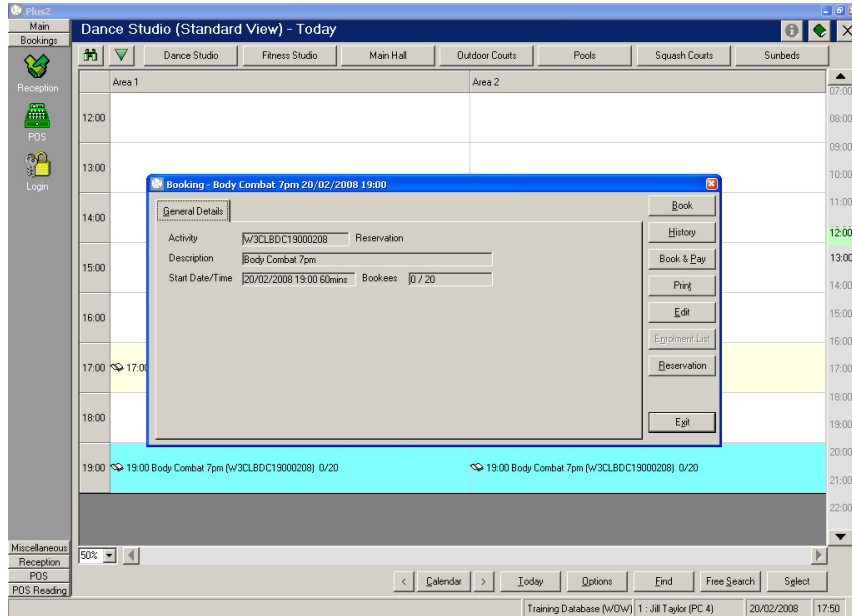 Plus2
Main
Bookings
Reception
POS
Login
Miscellaneous
Reception
POS
POS Reading
Dance Studio (Standard View) - Today
Dance Studio Fitness Studio Main Hall Outdoor Courts Pools Squash Courts Sunbeds
Area 1 Area 2
12:00
13:00
14:00
15:00
16:00
17:00 17:00
18:00
19:00 19:00 Body Combat 7pm (W3CLBDC19000208) 0/20 19:00 Body Combat 7pm (W3CLBDC19000208) 0/20
Booking - Body Combat 7pm 20/02/2008 19:00
General Details
Activity W3CLBDC19000208 Reservation
Description Body Combat 7pm
Start Date/Time 20/02/2008 19:00 60mins Bookees 0 / 20
Book
History
Book & Pay
Print
Edit
Enrolment List
Reservation
Exit
07:00
08:00
09:00
10:00
11:00
12:00
13:00
14:00
15:00
16:00
17:00
18:00
19:00
20:00
21:00
22:00
50%
< Calendar > Today Options Find Free Search Select
Training Database (WOW) 1 : Jill Taylor (PC 4) 20/02/2008 17:50